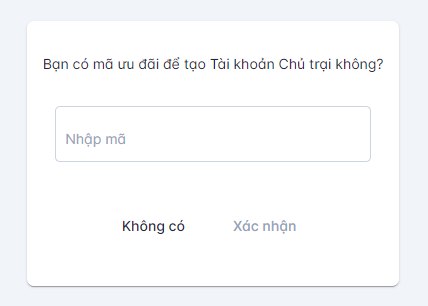 Bạn có mã ưu đãi để tạo Tài khoản Chủ trại không?
Nhập mã
Không có
Xác nhận